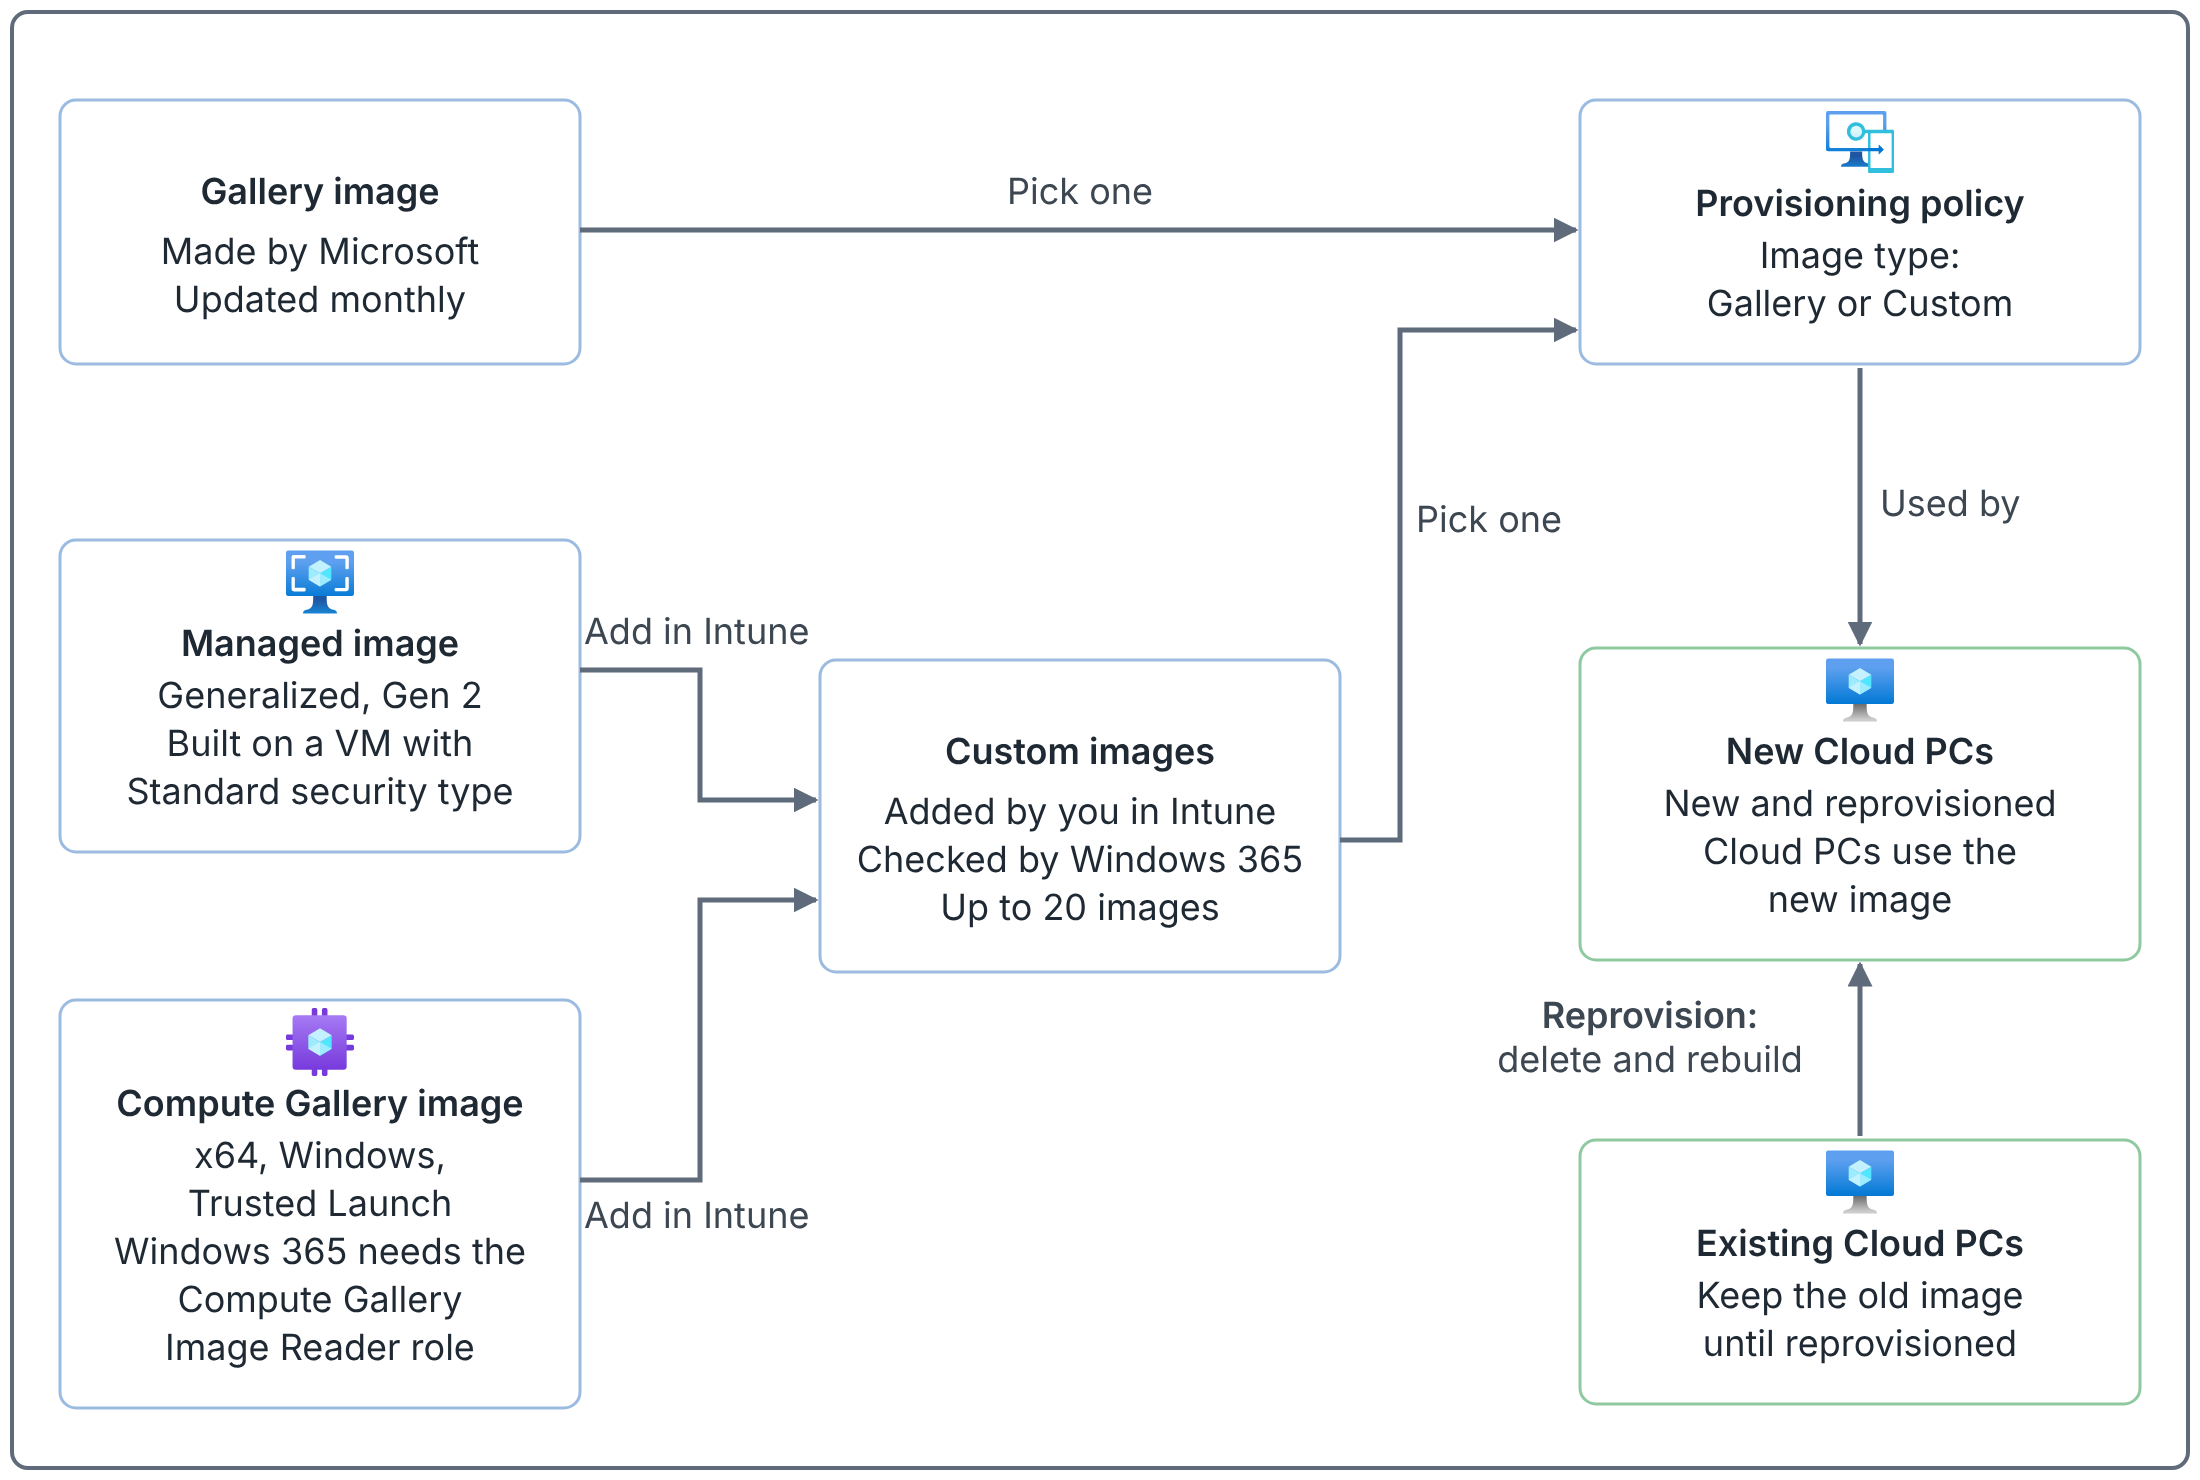 Gallery image
Made by Microsoft
Updated monthly
Pick one
Provisioning policy
Image type:
Gallery or Custom
Pick one
Used by
Managed image
Generalized, Gen 2
Built on a VM with
Standard security type
Add in Intune
Custom images
Added by you in Intune
Checked by Windows 365
Up to 20 images
New Cloud PCs
New and reprovisioned
Cloud PCs use the
new image
Reprovision:
delete and rebuild
Compute Gallery image
x64, Windows,
Trusted Launch
Windows 365 needs the
Compute Gallery
Image Reader role
Add in Intune
Existing Cloud PCs
Keep the old image
until reprovisioned